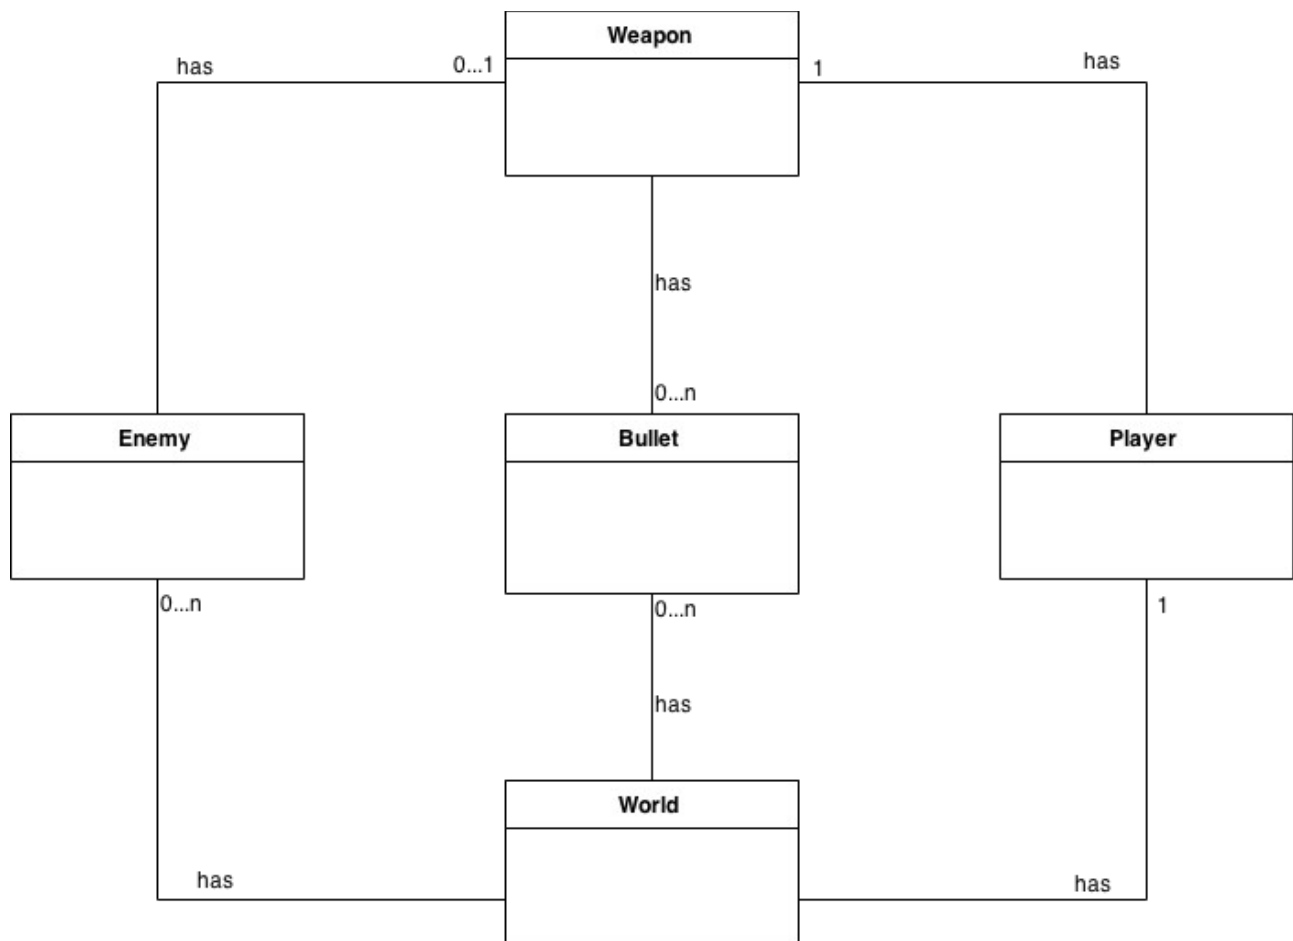 Weapon
has
0...1
1
has
has
0...n
Enemy
Bullet
Player
0...n
0...n
1
has
World
has
has